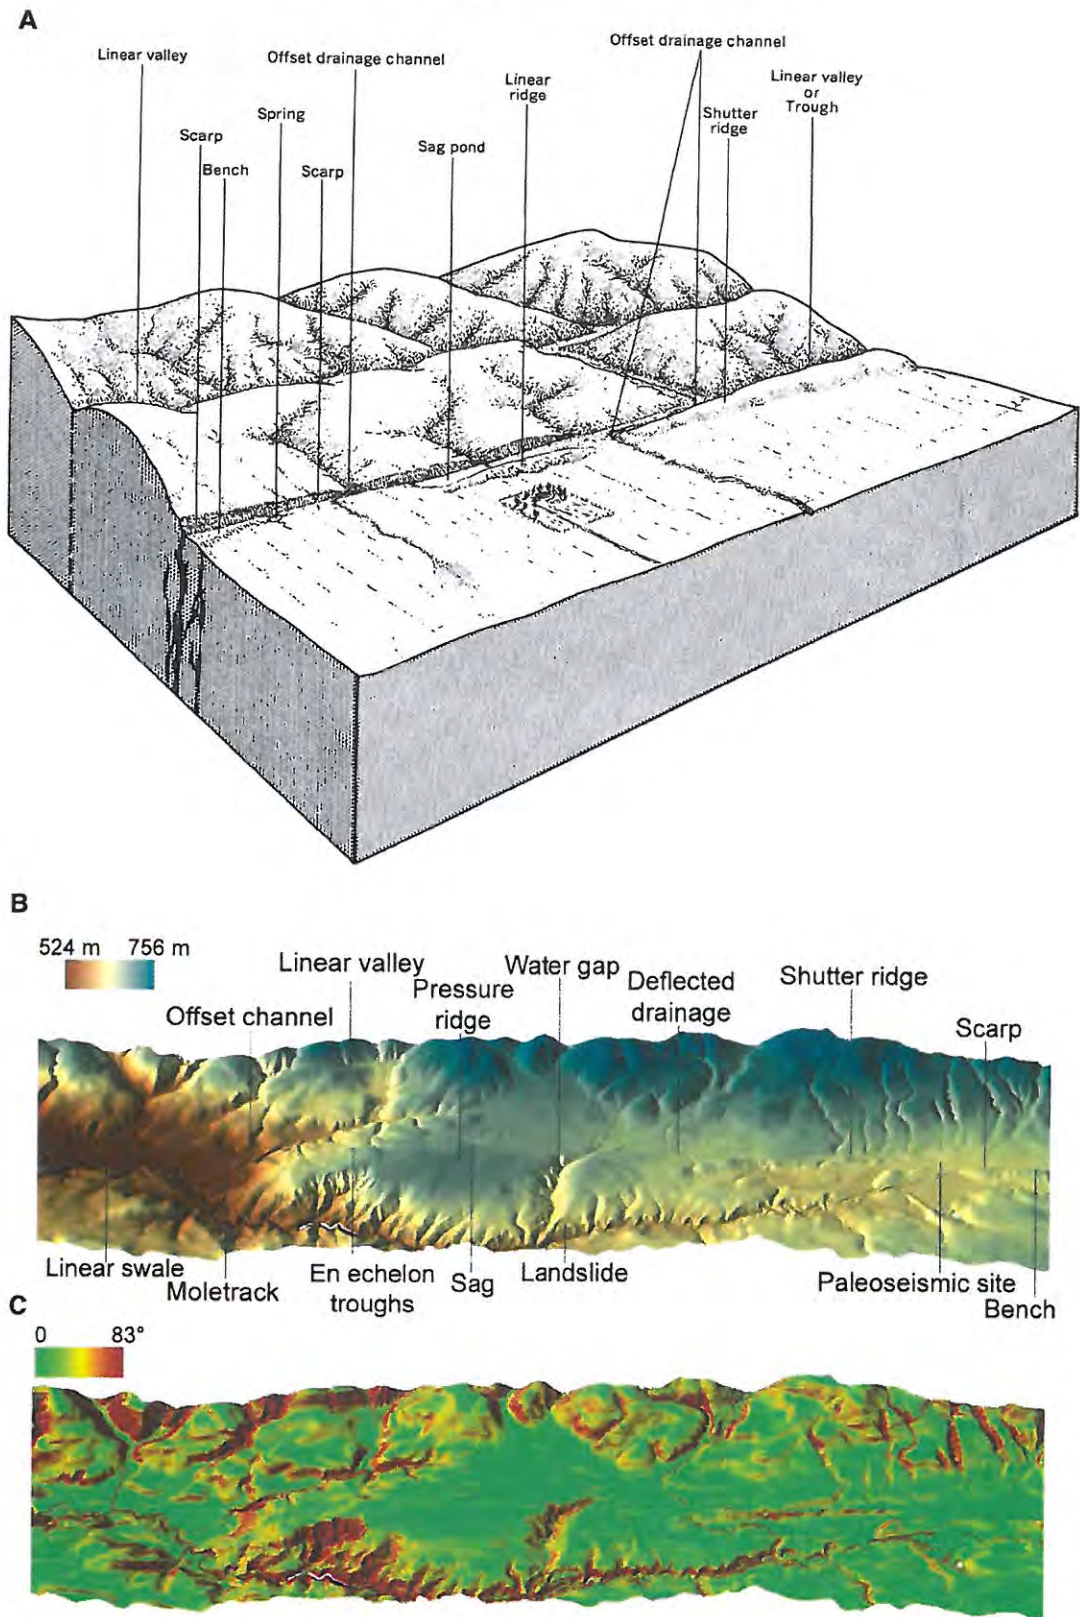 A
Linear valley
Offset drainage channel
Offset drainage channel
Linear
ridge
Linear valley
or
Trough
Spring
Shutter
ridge
Scarp
Sag pond
Bench
Scarp
B
524 m 756 m
Linear valley
Water gap
Pressure
ridge
Deflected
drainage
Shutter ridge
Offset channel
Scarp
Linear swale
Moletrack
En echelon
troughs
Sag
Landslide
Paleoseismic site
Bench
C
0 83°